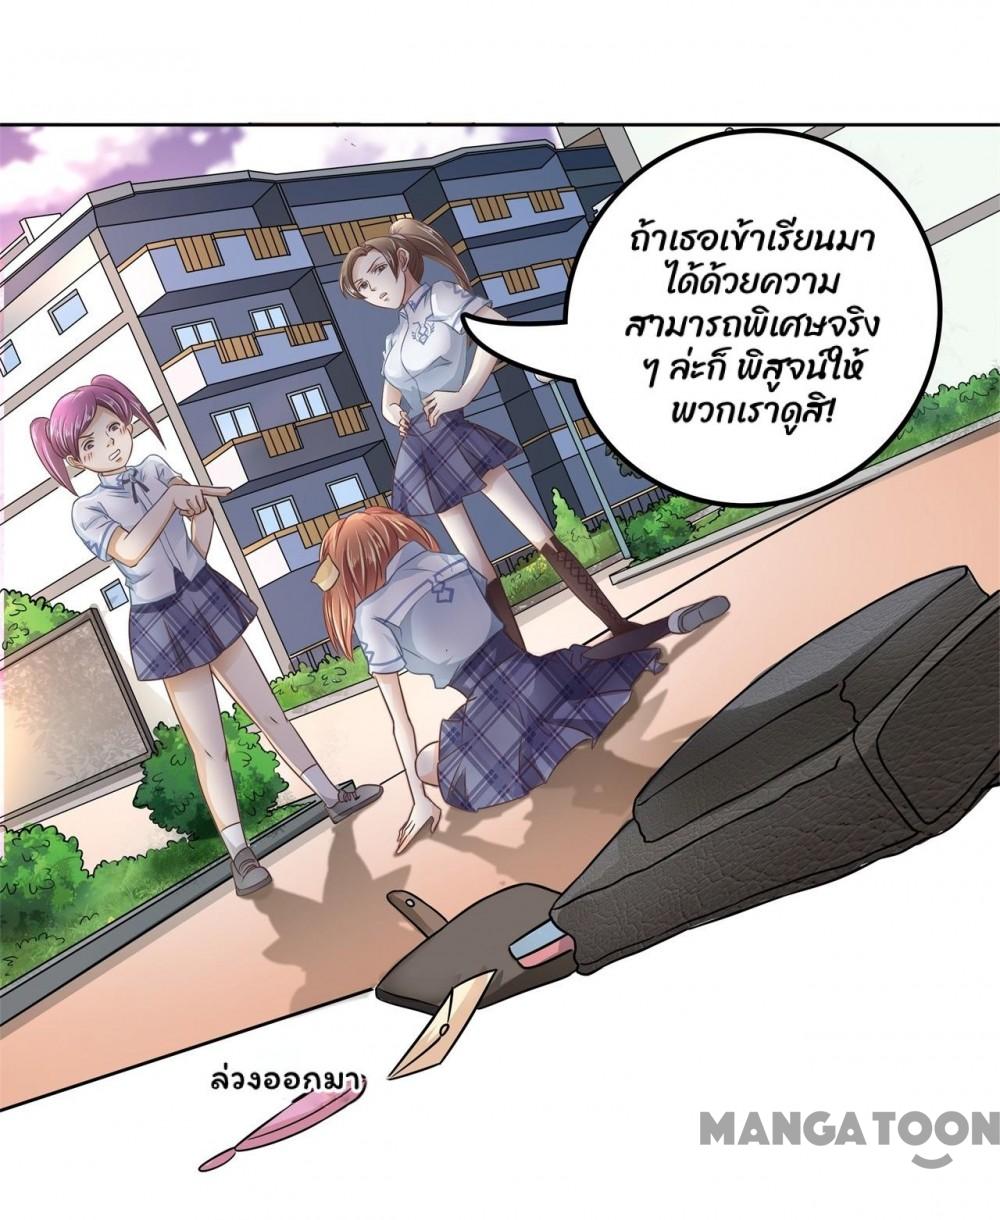 ถ้าเธอเข้าเรียนมา
ได้ด้วยความ
สามารถพิเศษจริง
ๆ ล่ะก็ พิสูจน์ให้
พวกเราดูสิ!
ล่วงออกมา
MANGATOON